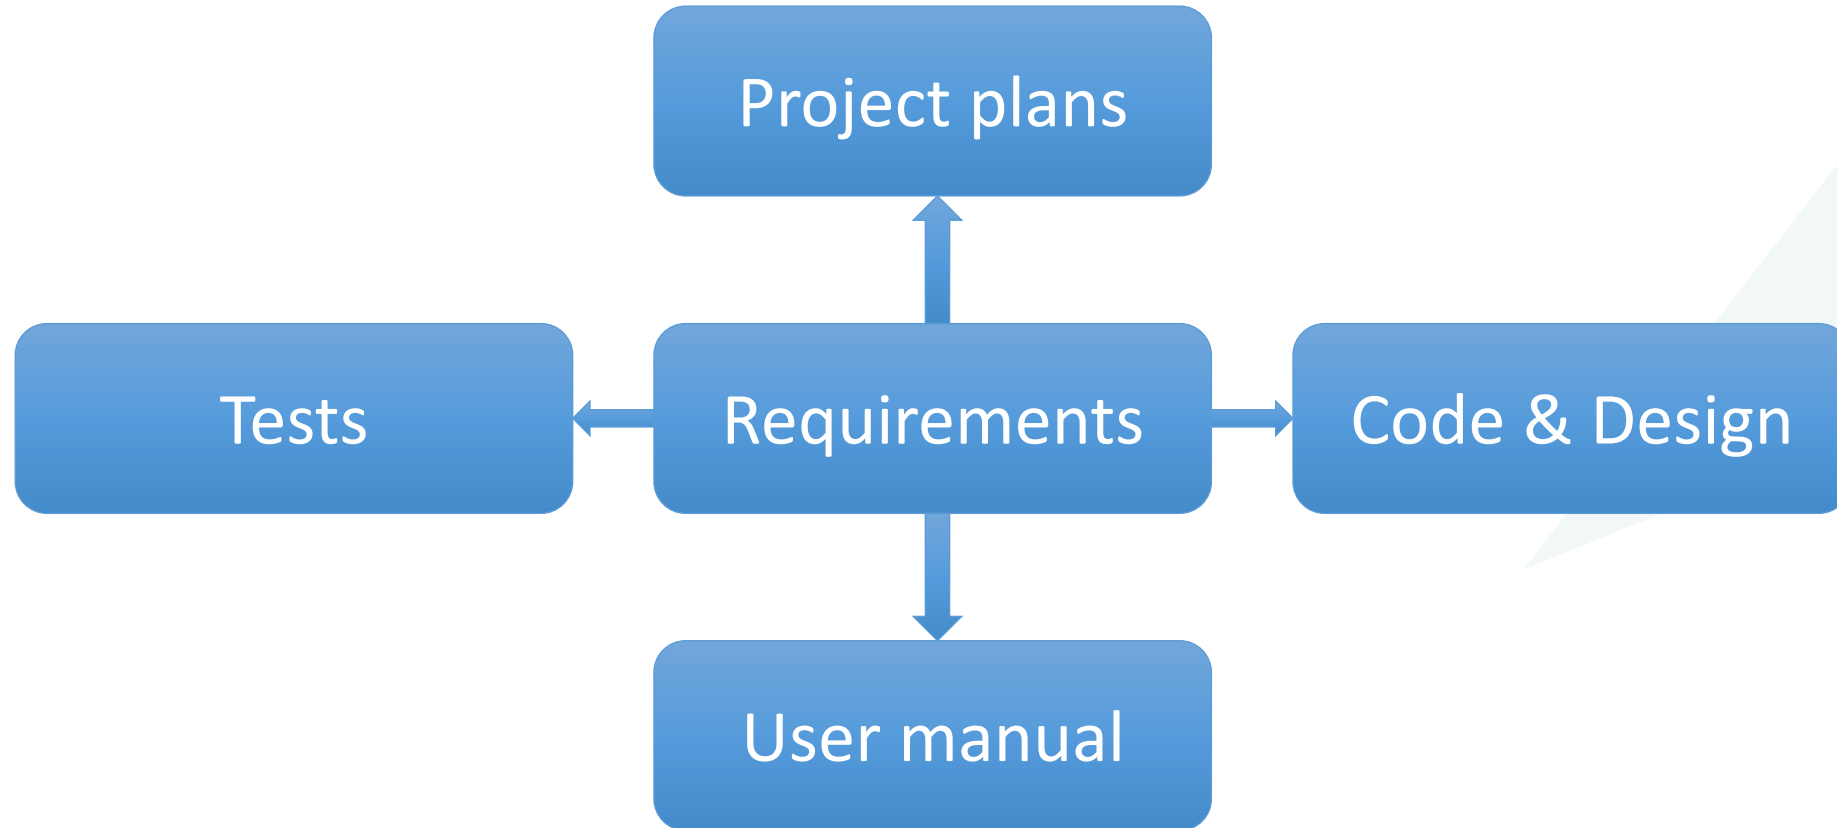 Project plans
Tests
Requirements
Code & Design
User manual